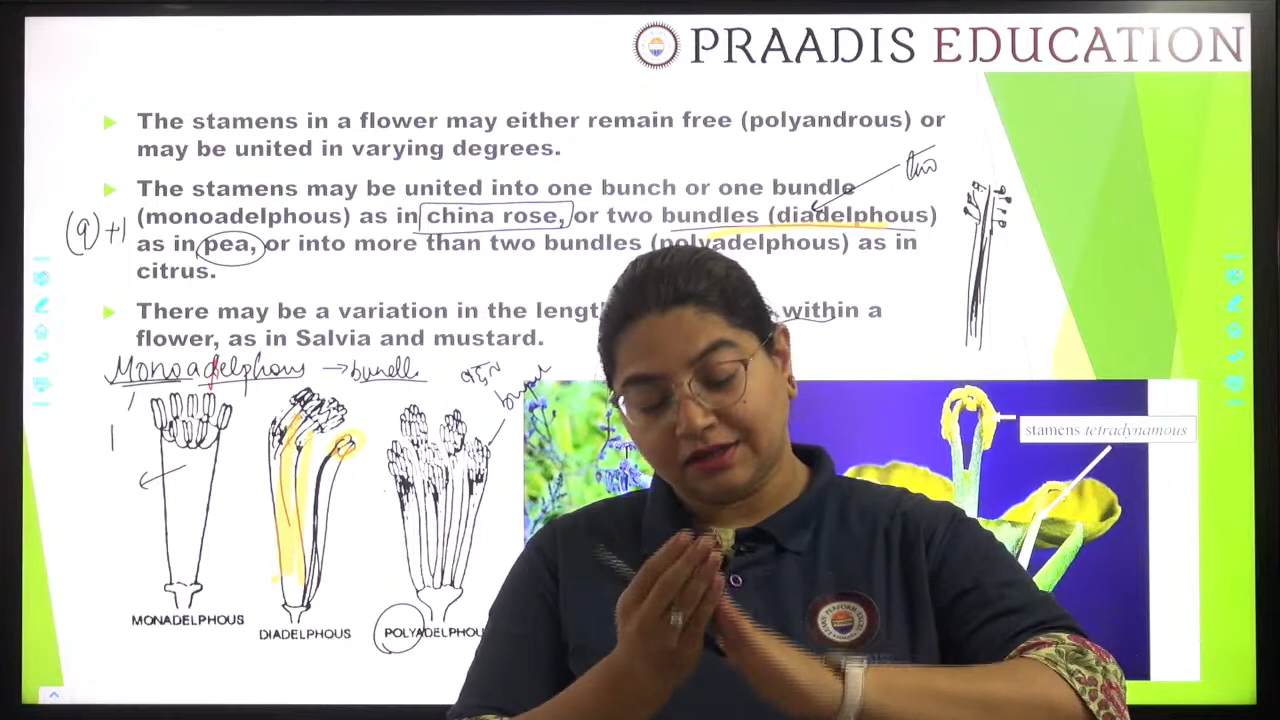 PRAADIS EDUCATION
The stamens in a flower may either remain free (polyandrous) or
may be united in varying degrees.
The stamens may be united into one bunch or one bundle
two
(monoadelphous) as in china rose, or two bundles (diadelphous)
(9)+1
as in pea, or into more than two bundles (polyadelphous) as in
citrus.
There may be a variation in the length within a
flower, as in Salvia and mustard.
Monoadelphous → bundle
1
stamens tetradynamous
MONADELPHOUS
DIADELPHOUS
POLYADELPHOU